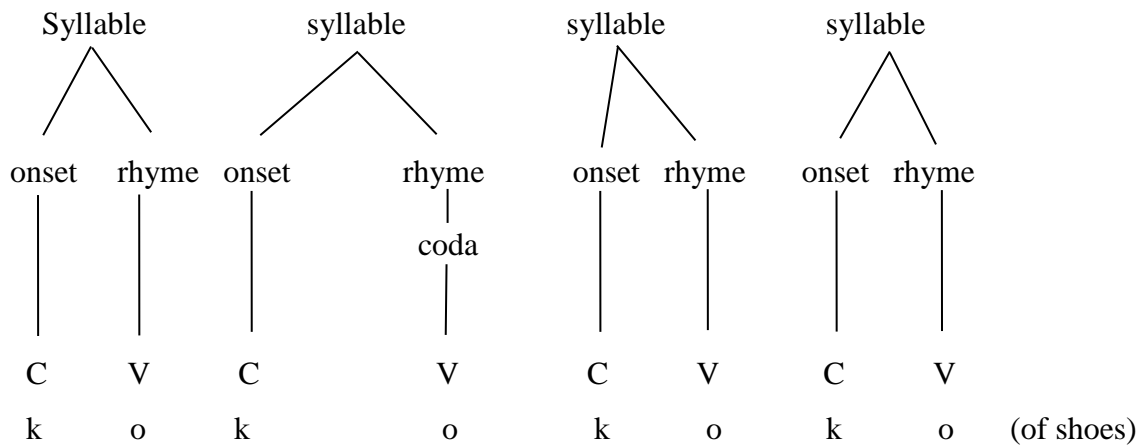 Syllable syllable syllable syllable
onset rhyme onset rhyme onset rhyme onset rhyme
coda
C V C V C V C V
k o k o k o k o (of shoes)